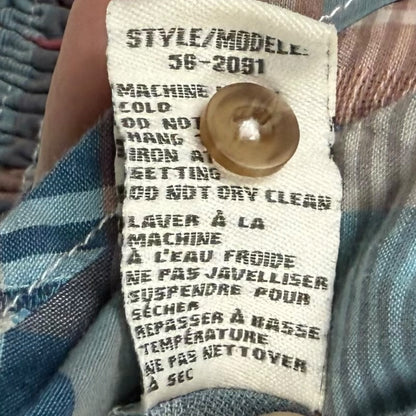 STYLE/MODELE:
56-2091
MACHINE
COLD
DO NOT
HANG
IRON AT
SETTING
DO NOT DRY CLEAN
LAVER À LA
MACHINE
À L'EAU FROIDE
NE PAS JAVELLISER
SUSPENDRE POUR
SÉCHER
REPASSER À BASSE
TEMPÉRATURE
NE PAS NETTOYER
À SEC